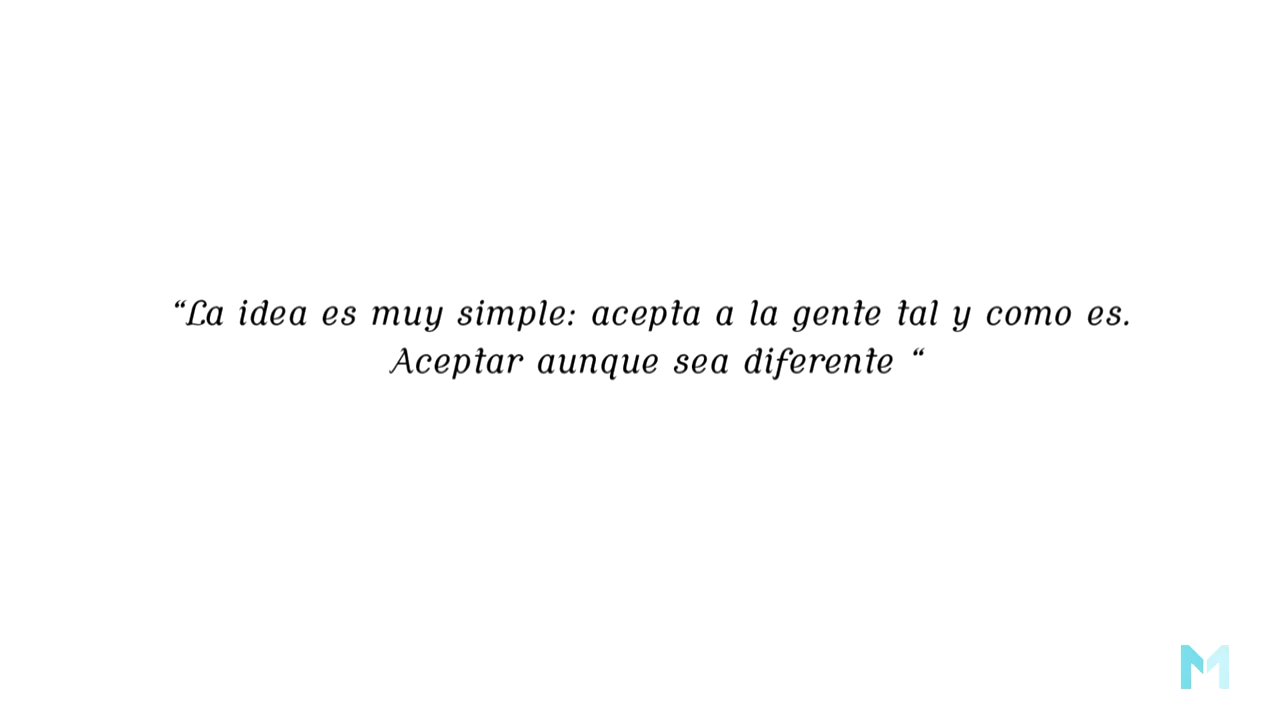 “La idea es muy simple: acepta a la gente tal y como es.
Aceptar aunque sea diferente “
M